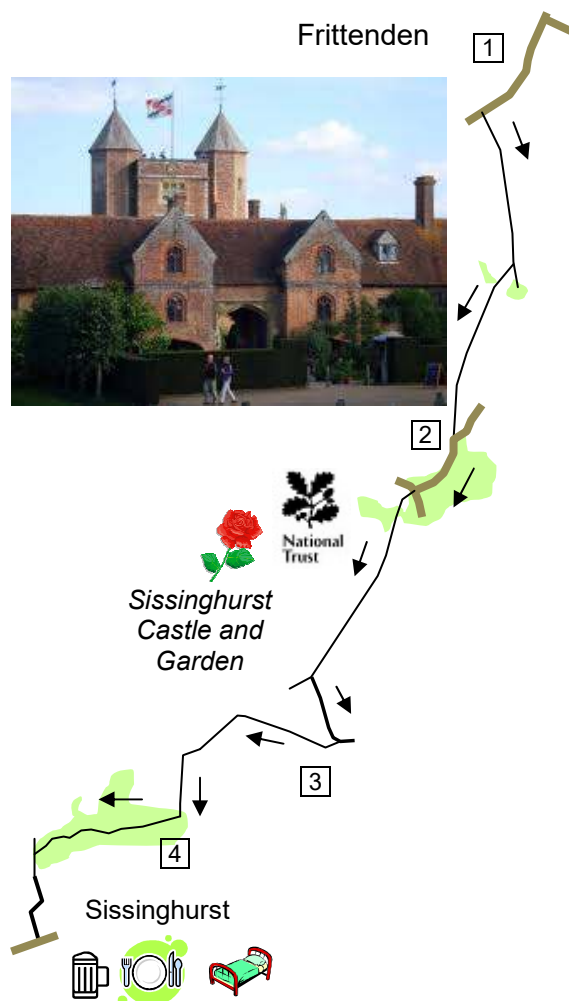 Frittenden
1
2
National
Trust
Sissinghurst
Castle and
Garden
3
4
Sissinghurst